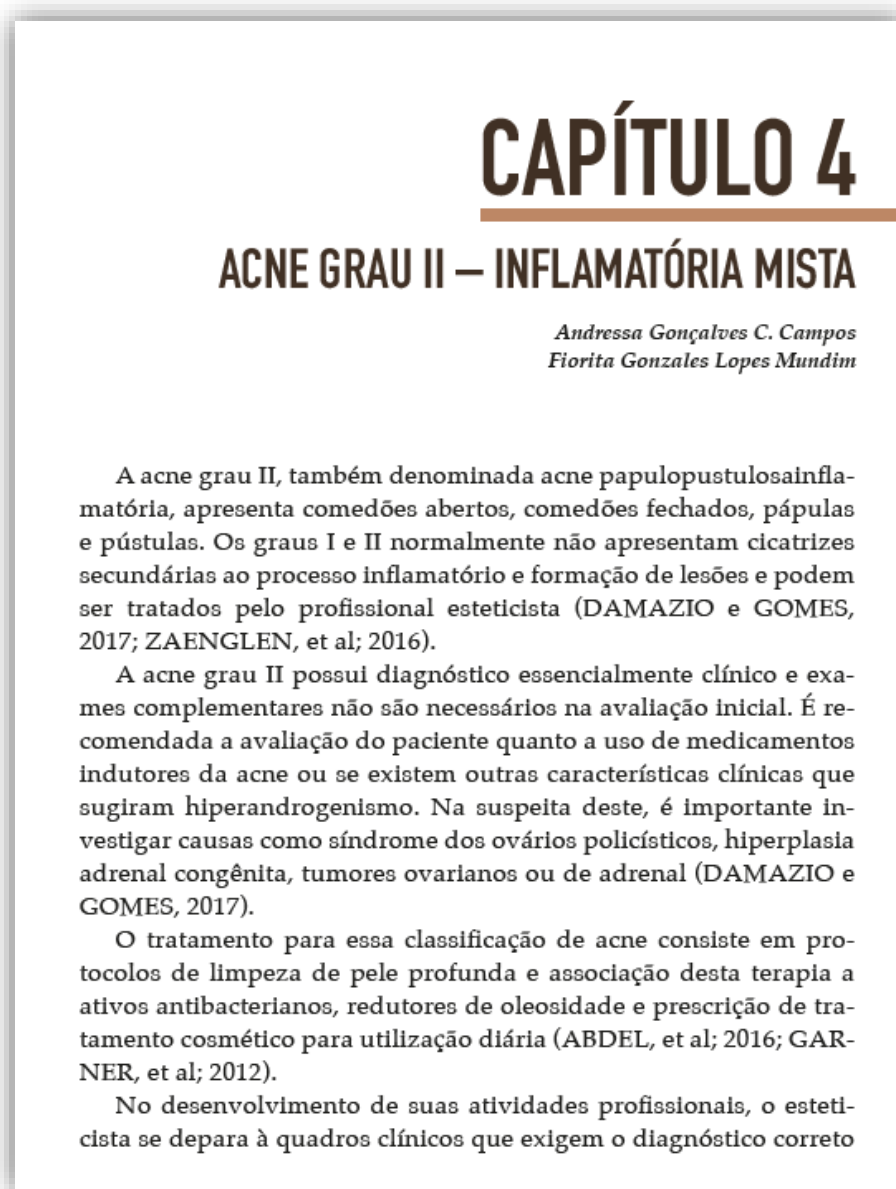 CAPÍTULO 4
ACNE GRAU II – INFLAMATÓRIA MISTA
Andressa Gonçalves C. Campos
Fiorita Gonzales Lopes Mundim
A acne grau II, também denominada acne papulopustulosainfla-
matória, apresenta comedões abertos, comedões fechados, pápulas
e pústulas. Os graus I e II normalmente não apresentam cicatrizes
secundárias ao processo inflamatório e formação de lesões e podem
ser tratados pelo profissional esteticista (DAMAZIO e GOMES,
2017; ZAENGLEN, et al; 2016).
A acne grau II possui diagnóstico essencialmente clínico e exa-
mes complementares não são necessários na avaliação inicial. É re-
comendada a avaliação do paciente quanto a uso de medicamentos
indutores da acne ou se existem outras características clínicas que
sugiram hiperandrogenismo. Na suspeita deste, é importante in-
vestigar causas como síndrome dos ovários policísticos, hiperplasia
adrenal congênita, tumores ovarianos ou de adrenal (DAMAZIO e
GOMES, 2017).
O tratamento para essa classificação de acne consiste em pro-
tocolos de limpeza de pele profunda e associação desta terapia a
ativos antibacterianos, redutores de oleosidade e prescrição de tra-
tamento cosmético para utilização diária (ABDEL, et al; 2016; GAR-
NER, et al; 2012).
No desenvolvimento de suas atividades profissionais, o esteti-
cista se depara à quadros clínicos que exigem o diagnóstico correto